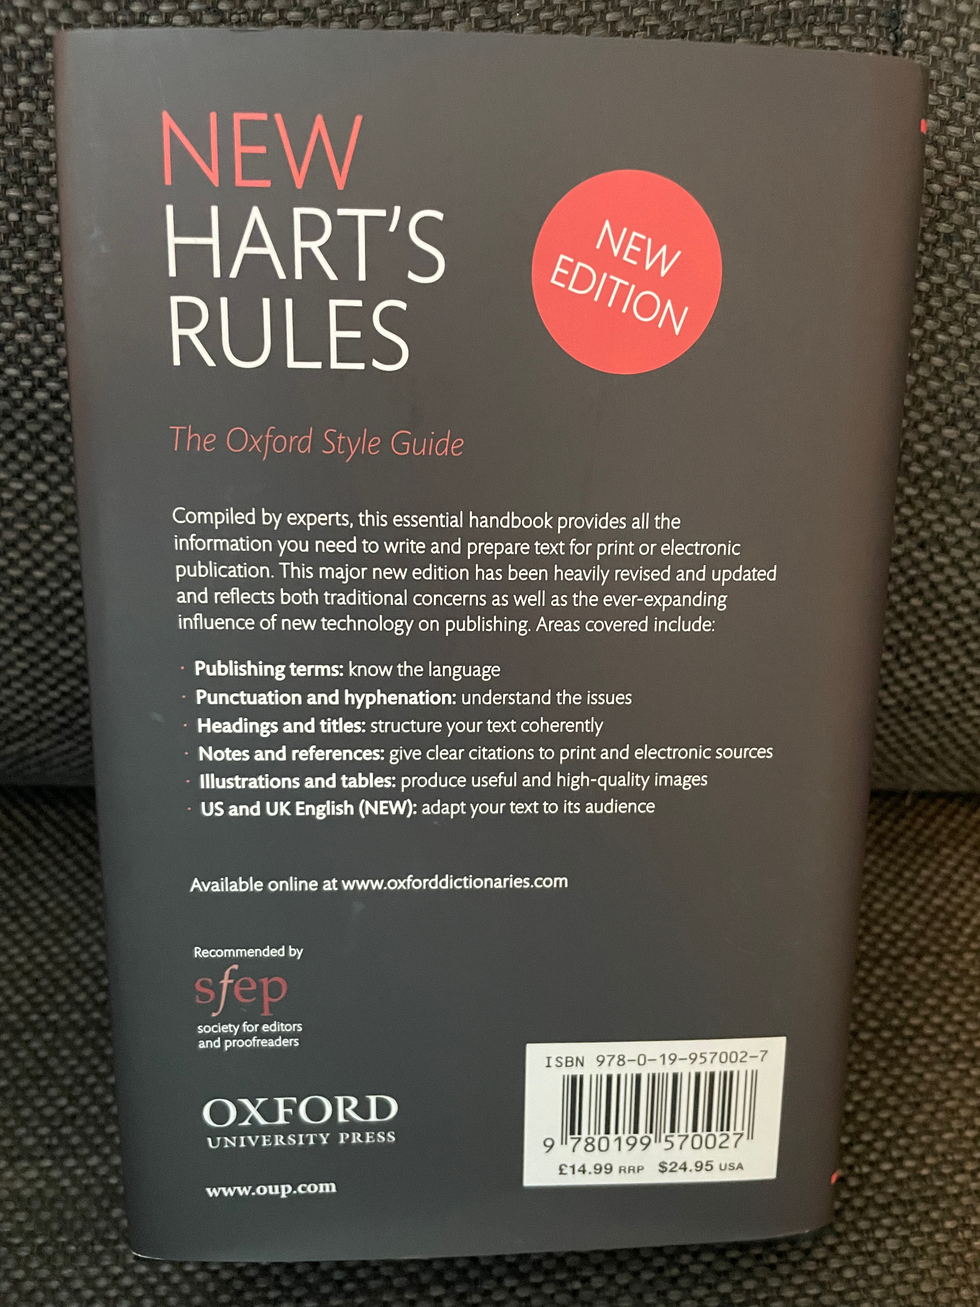 NEW
HART'S
RULES
NEW
EDITION
The Oxford Style Guide
Compiled by experts, this essential handbook provides all the
information you need to write and prepare text for print or electronic
publication. This major new edition has been heavily revised and updated
and reflects both traditional concerns as well as the ever-expanding
influence of new technology on publishing. Areas covered include:
· Publishing terms: know the language
· Punctuation and hyphenation: understand the issues
· Headings and titles: structure your text coherently
· Notes and references: give clear citations to print and electronic sources
· Illustrations and tables: produce useful and high-quality images
· US and UK English (NEW): adapt your text to its audience
Available online at www.oxforddictionaries.com
Recommended by
sfep
society for editors
and proofreaders
OXFORD
UNIVERSITY PRESS
www.oup.com
ISBN 978-0-19-957002-7
9 780199 570027
£14.99 RRP $24.95 USA